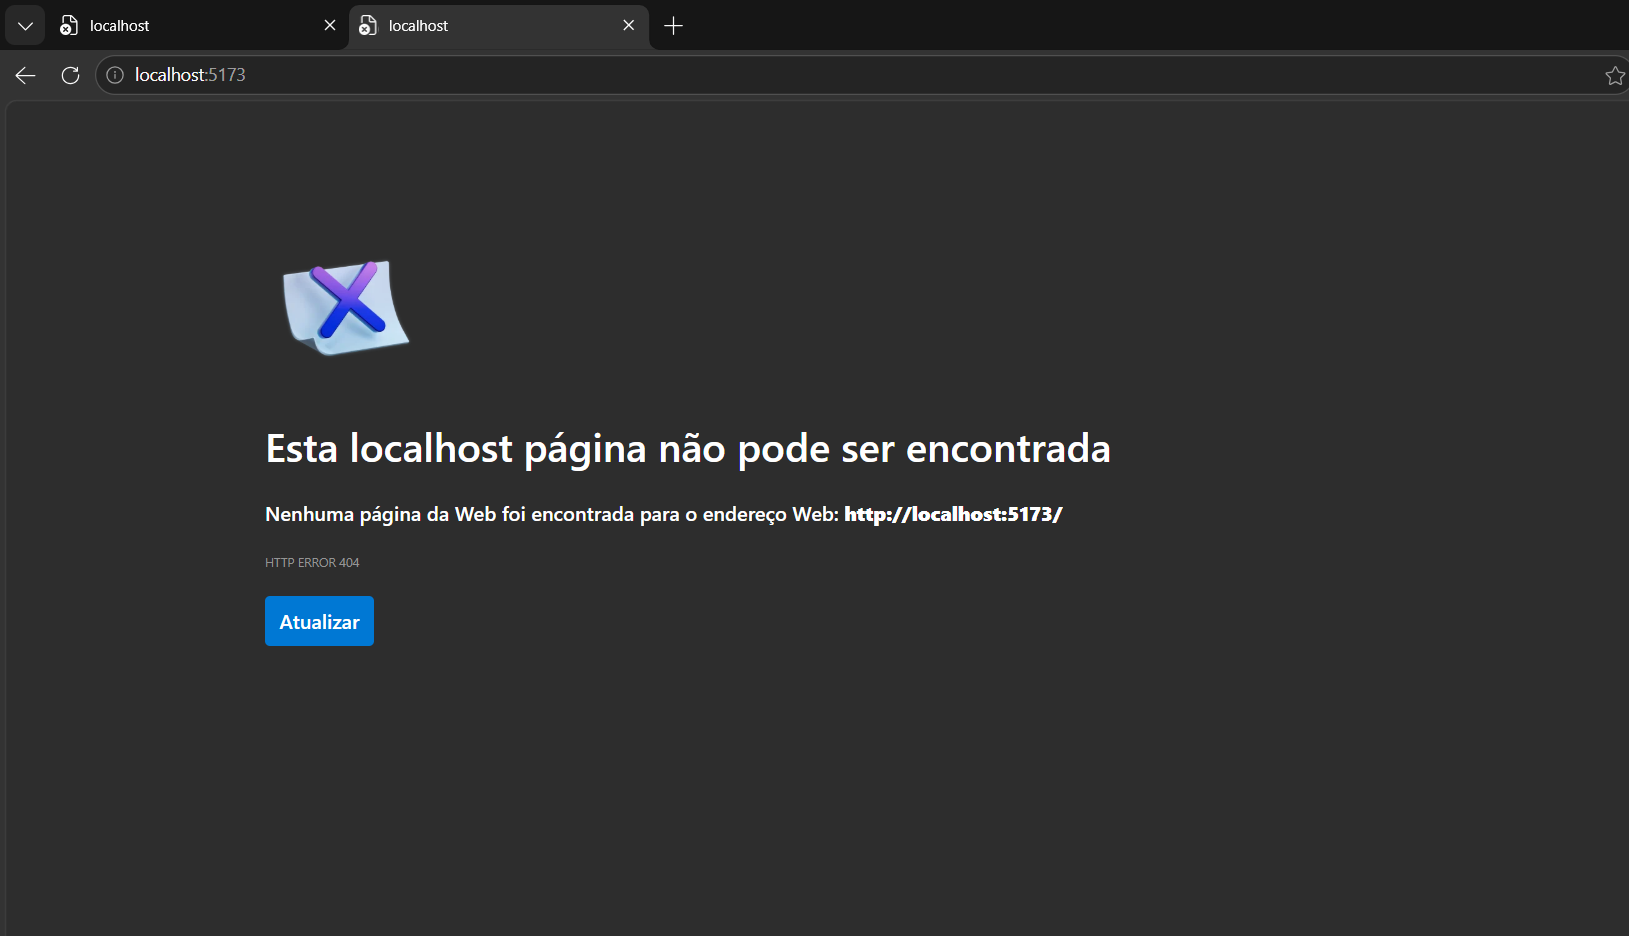 localhost
localhost
localhost:5173
Esta localhost página não pode ser encontrada
Nenhuma página da Web foi encontrada para o endereço Web: http://localhost:5173/
HTTP ERROR 404
Atualizar